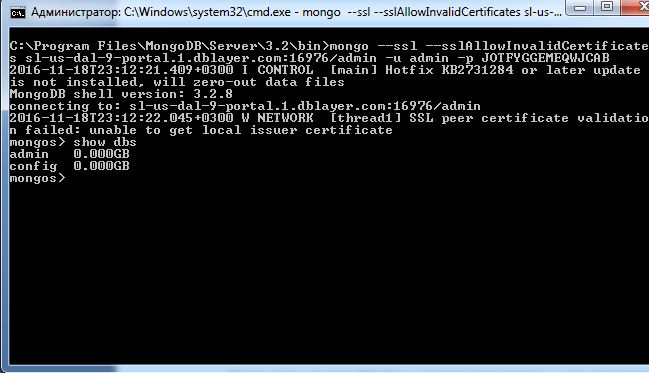 Администратор: C:\Windows\system32\cmd.exe - mongo --ssl --sslAllowInvalidCertificates sl-us-...
C:\Program Files\MongoDB\Server\3.2\bin>mongo --ssl --sslAllowInvalidCertificate
s sl-us-dal-9-portal.1.dblayer.com:16976/admin -u admin -p JOTFYGGEMEQWJCAB
2016-11-18T23:12:21.409+0300 I CONTROL  [main] Hotfix KB2731284 or later update
is not installed, will zero-out data files
MongoDB shell version: 3.2.8
connecting to: sl-us-dal-9-portal.1.dblayer.com:16976/admin
2016-11-18T23:12:22.045+0300 W NETWORK  [thread1] SSL peer certificate validatio
n failed: unable to get local issuer certificate
mongos> show dbs
admin   0.000GB
config  0.000GB
mongos>